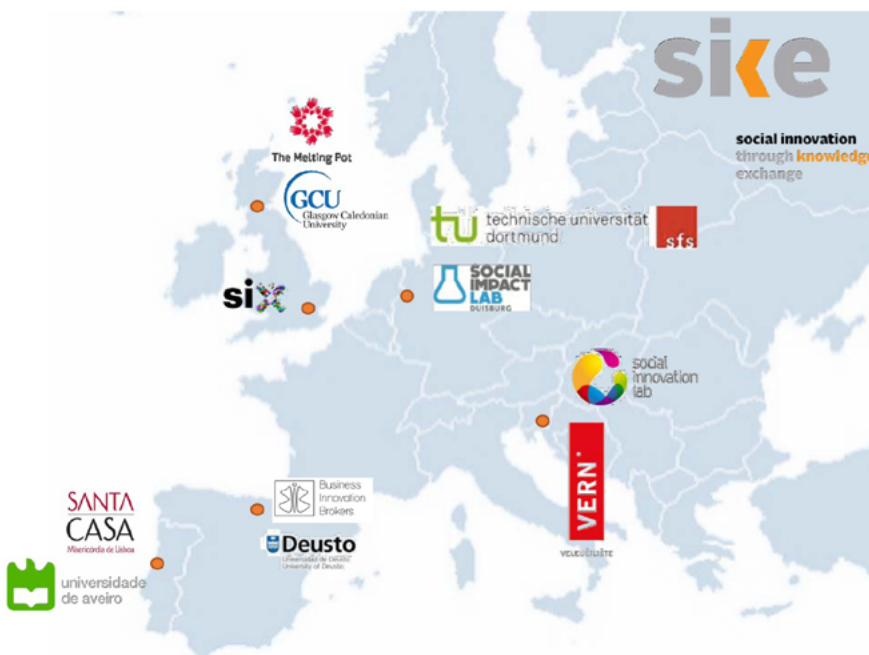 sike
social innovation
through knowledge
exchange
The Melting Pot
GCU
Glasgow Caledonian
University
technische universität
dortmund
sfs
six
SOCIAL
IMPACT
LAB
DUISBURG
social
innovation
lab
VERN'
VELEUČILIŠTE
Business
Innovation
Brokers
Deusto
Universidad de Deusto
University of Deusto
SANTA
CASA
Misericórdia de Lisboa
universidade
de aveiro